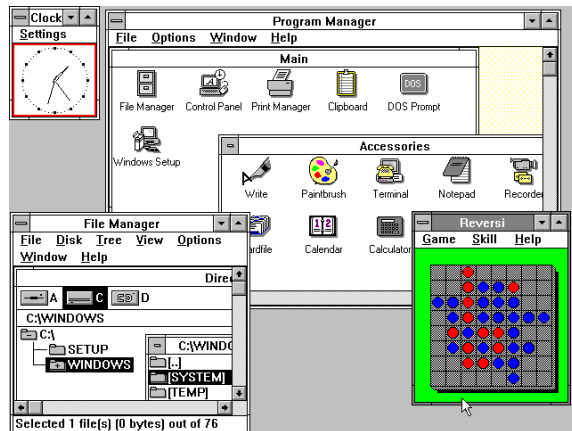 Clock
Settings
Program Manager
File Options Window Help
Main
File Manager Control Panel Print Manager Clipboard DOS Prompt
DOS
Windows Setup
Accessories
Write Paintbrush Terminal Notepad Recorder
ardfile Calendar Calculator
File Manager
File Disk Tree View Options
Window Help
Direc
A C D
C:\WINDOWS
C:\
SETUP
WINDOWS
C:\WINDO
[..]
[SYSTEM]
[TEMP]
Selected 1 file(s) (0 bytes) out of 76
Reversi
Game Skill Help